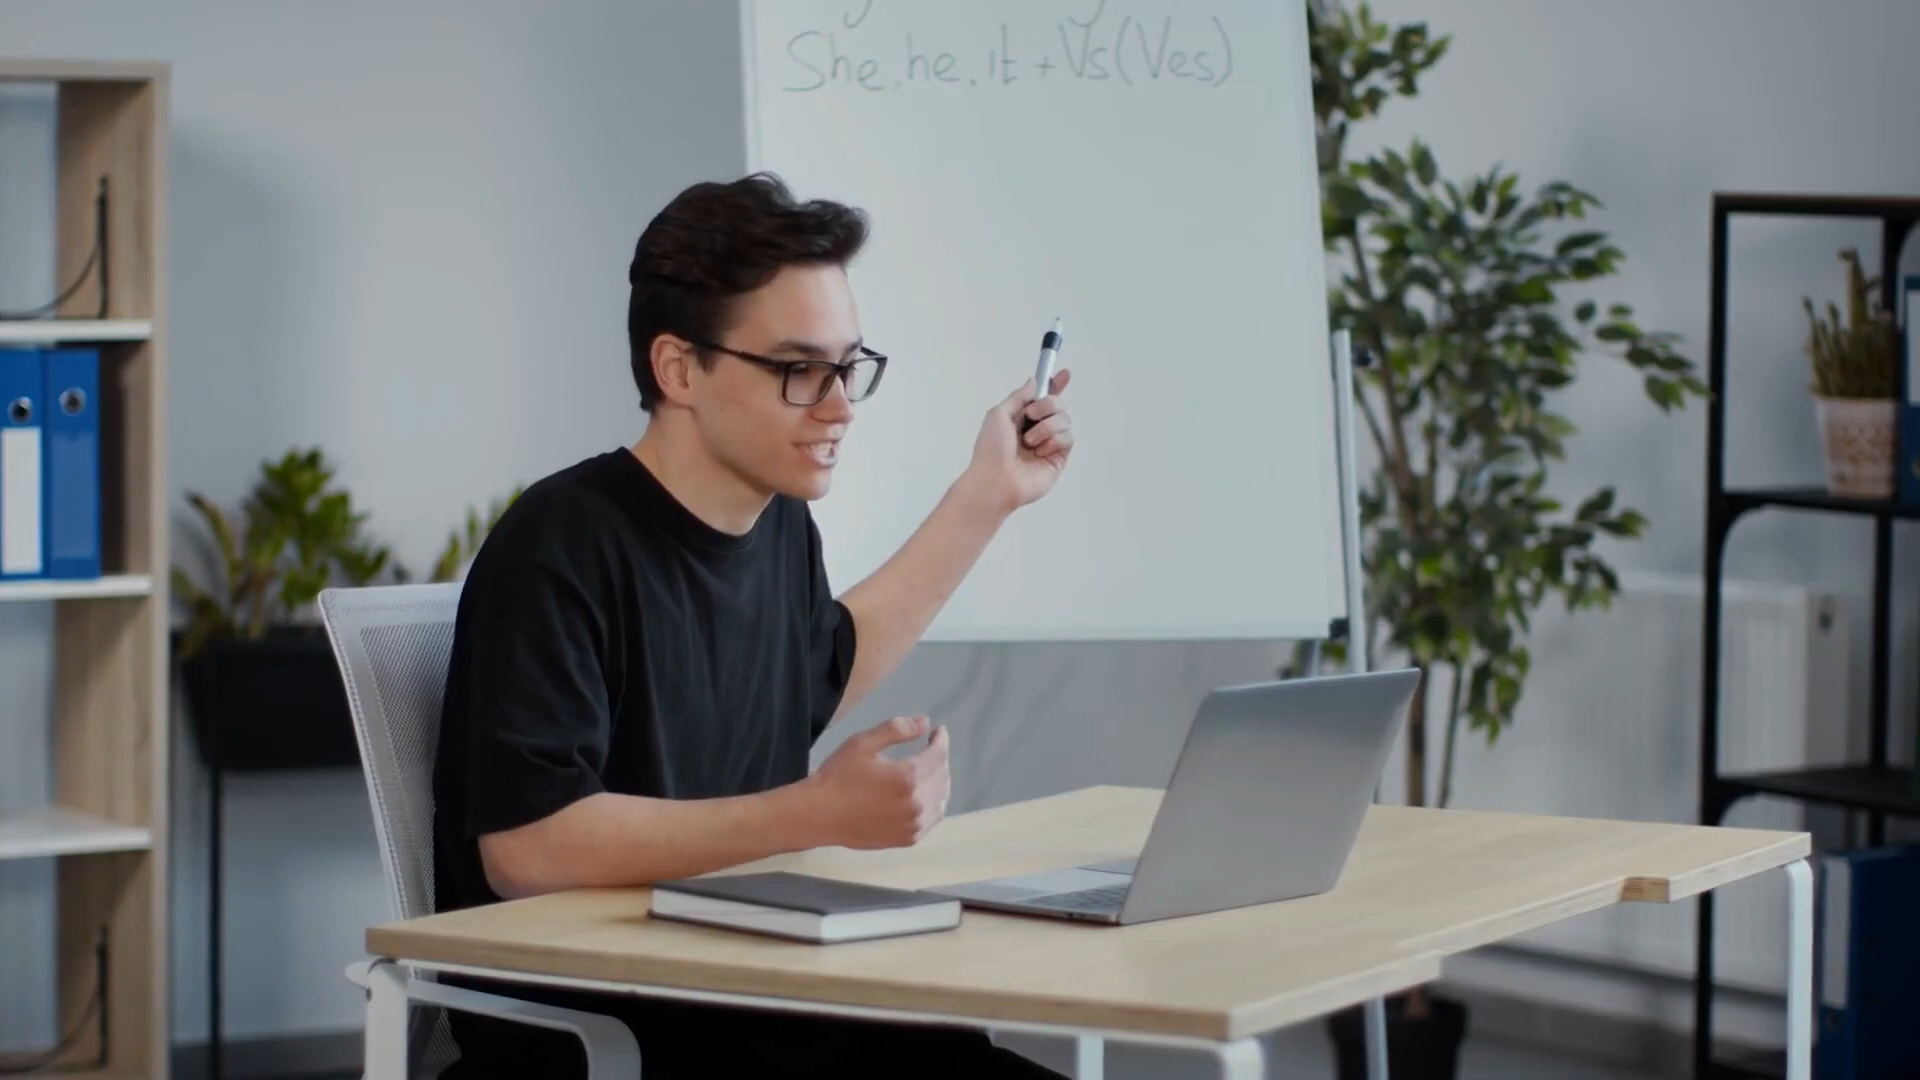 She, he, it + Vs(Ves)